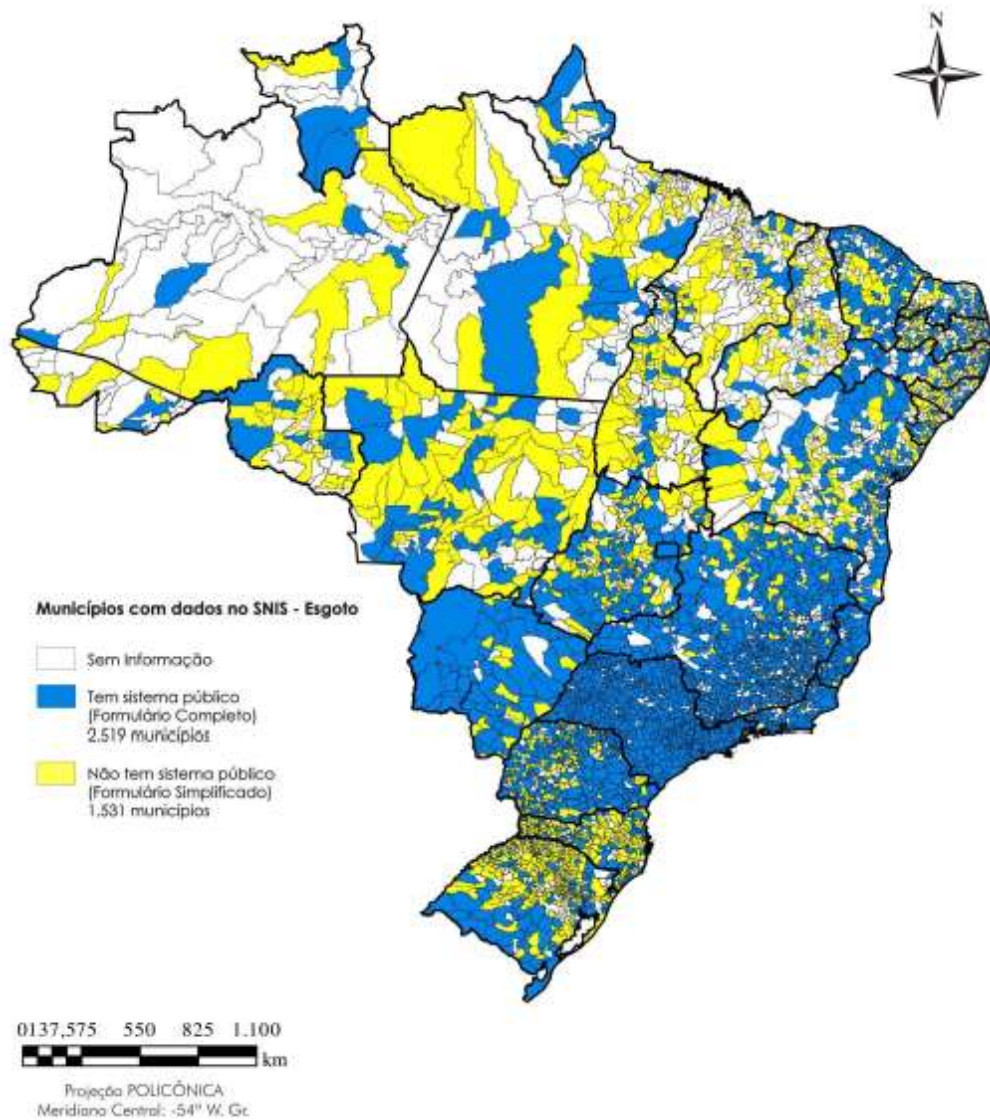 N
Municípios com dados no SNIS - Esgoto
Sem Informação
Tem sistema público
(Formulário Completo)
2.519 municípios
Não tem sistema público
(Formulário Simplificado)
1.531 municípios
0137,575 550 825 1.100
km
Projeção POLICÔNICA
Meridiano Central: -54° W. Gr.